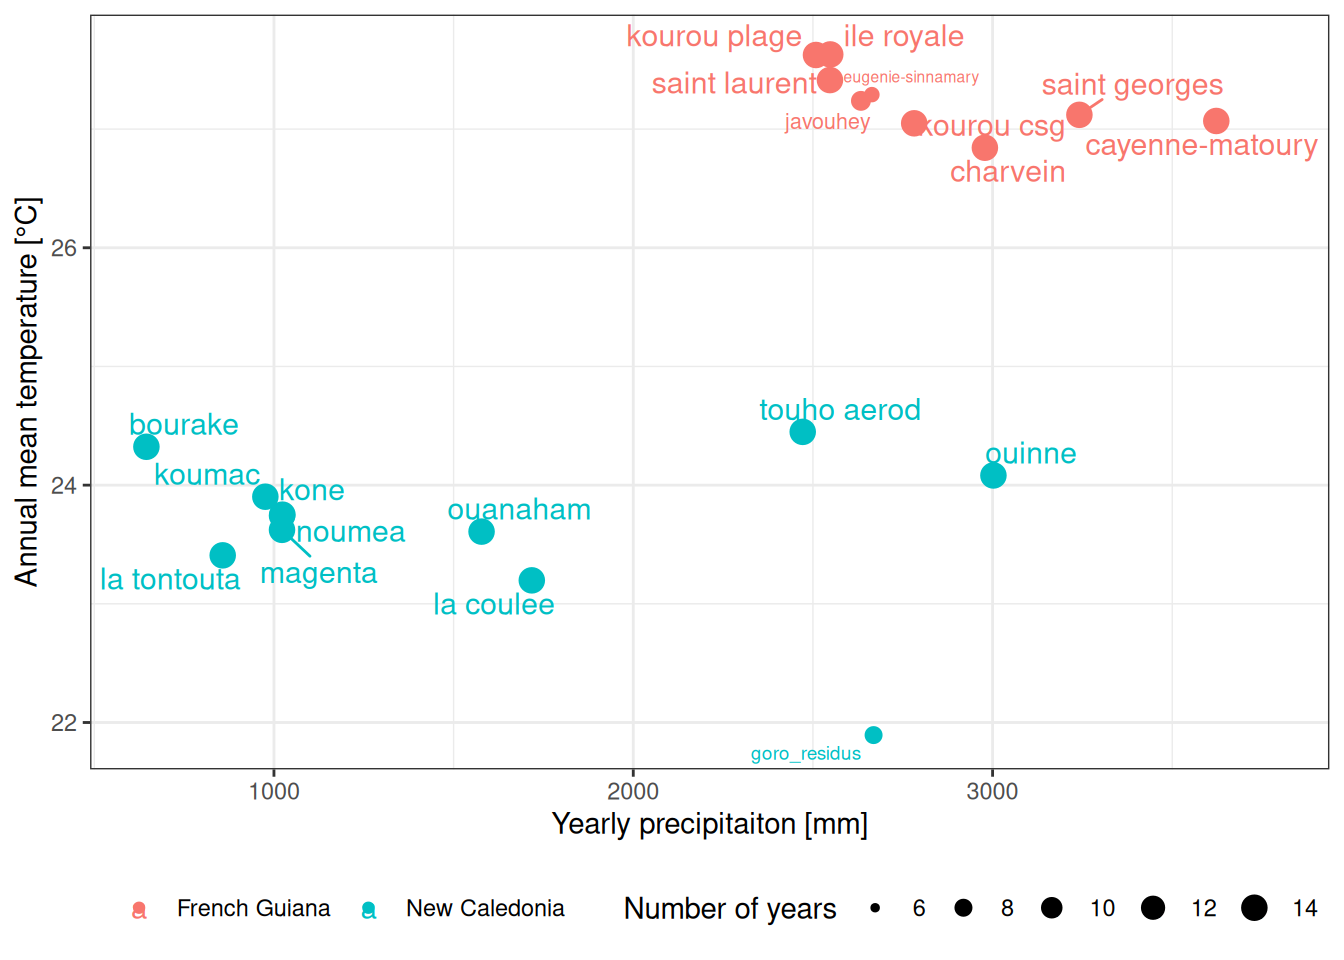 kourou plage
ile royale
saint laurent
eugenie-sinnamary
saint georges
javouhey
kourou csg
cayenne-matoury
charvein
Annual mean temperature [°C]
26
24
22
touho aerod
bourake
ouinne
koumac
kone
ouanaham
noumea
la tontouta
magenta
la coulee
goro_residus
1000
2000
3000
Yearly precipitaiton [mm]
a French Guiana
a New Caledonia
Number of years
6
8
10
12
14